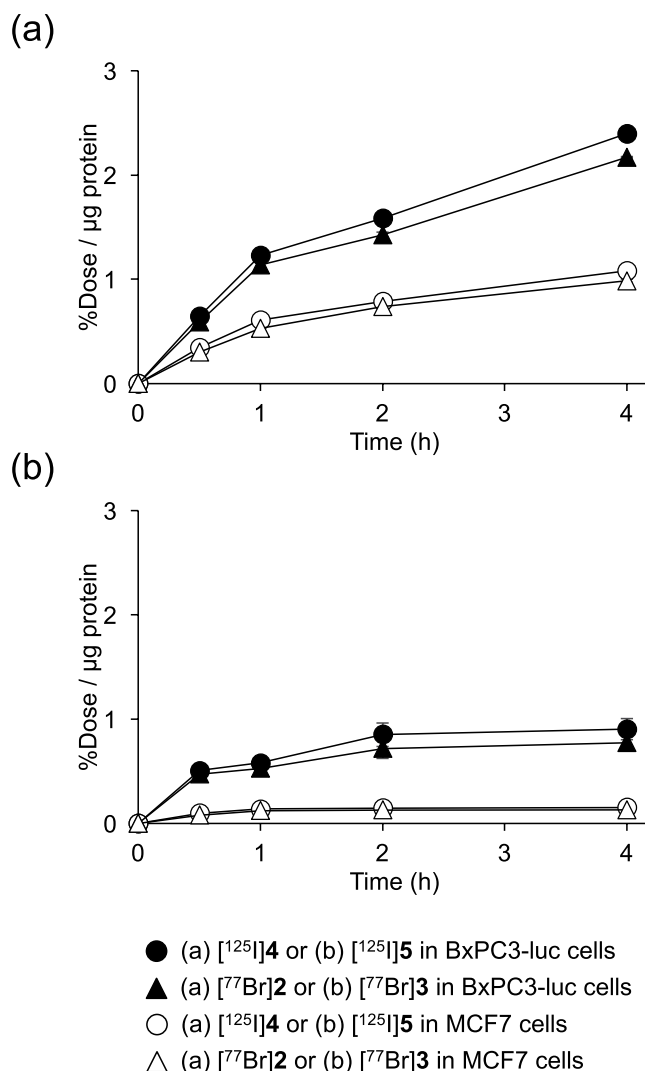 (a)
3
2
1
0
%Dose / µg protein
0 1 2 3 4
Time (h)
(b)
3
2
1
0
%Dose / µg protein
0 1 2 3 4
Time (h)
● (a) [¹²⁵I]4 or (b) [¹²⁵I]5 in BxPC3-luc cells
▲ (a) [⁷⁷Br]2 or (b) [⁷⁷Br]3 in BxPC3-luc cells
○ (a) [¹²⁵I]4 or (b) [¹²⁵I]5 in MCF7 cells
△ (a) [⁷⁷Br]2 or (b) [⁷⁷Br]3 in MCF7 cells